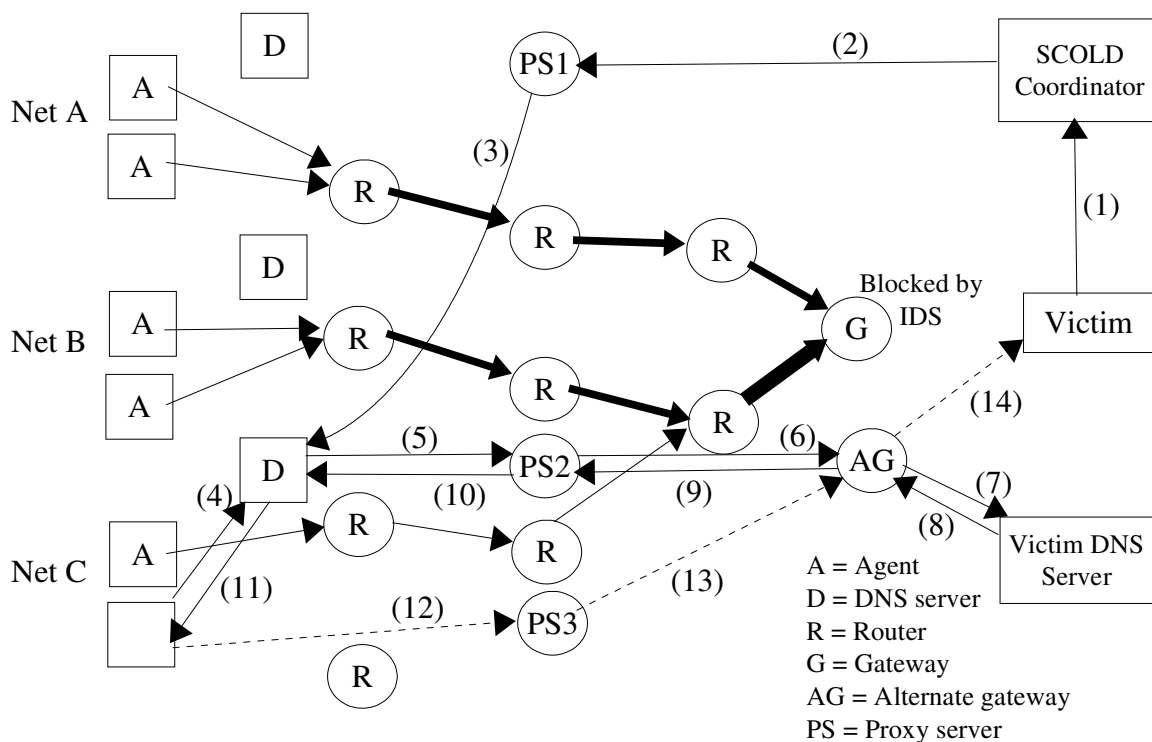 D
PS1
(2)
SCOLD
Coordinator
Net A
A
A
(3)
R
R
R
(1)
D
Blocked by
IDS
G
Victim
Net B
A
R
A
R
R
(14)
D
(5)
PS2
(6)
AG
(10)
(9)
(7)
(8)
(4)
R
R
Net C
A
(11)
Victim DNS
Server
(12)
PS3
(13)
R
A = Agent
D = DNS server
R = Router
G = Gateway
AG = Alternate gateway
PS = Proxy server